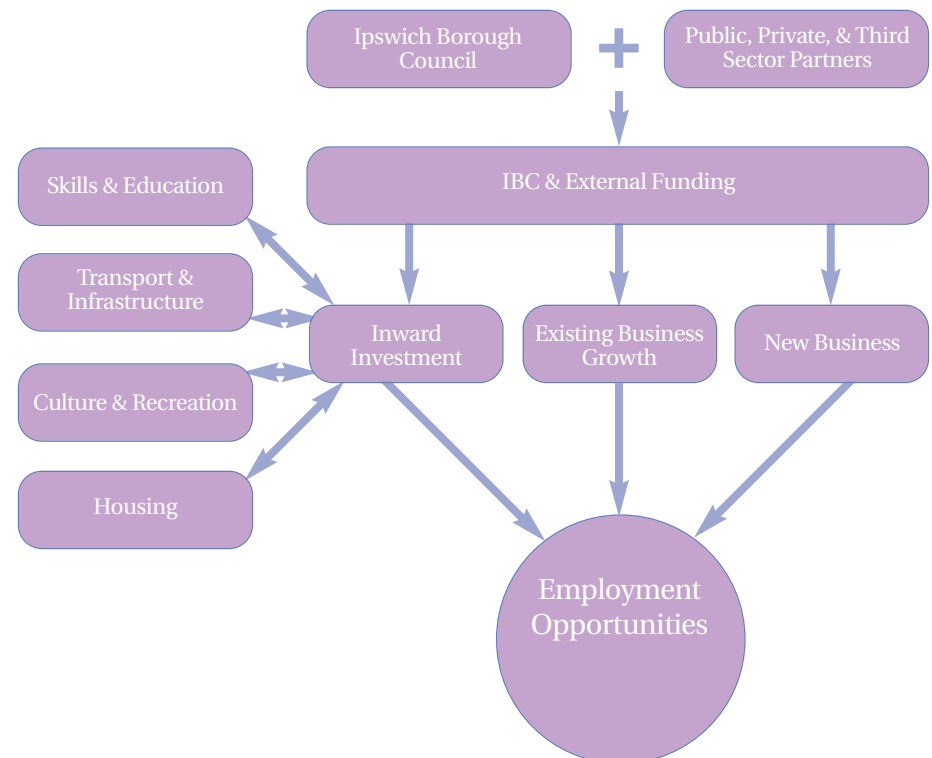 Ipswich Borough
Council
Public, Private, & Third
Sector Partners
IBC & External Funding
Skills & Education
Transport &
Infrastructure
Culture & Recreation
Housing
Inward
Investment
Existing Business
Growth
New Business
Employment
Opportunities